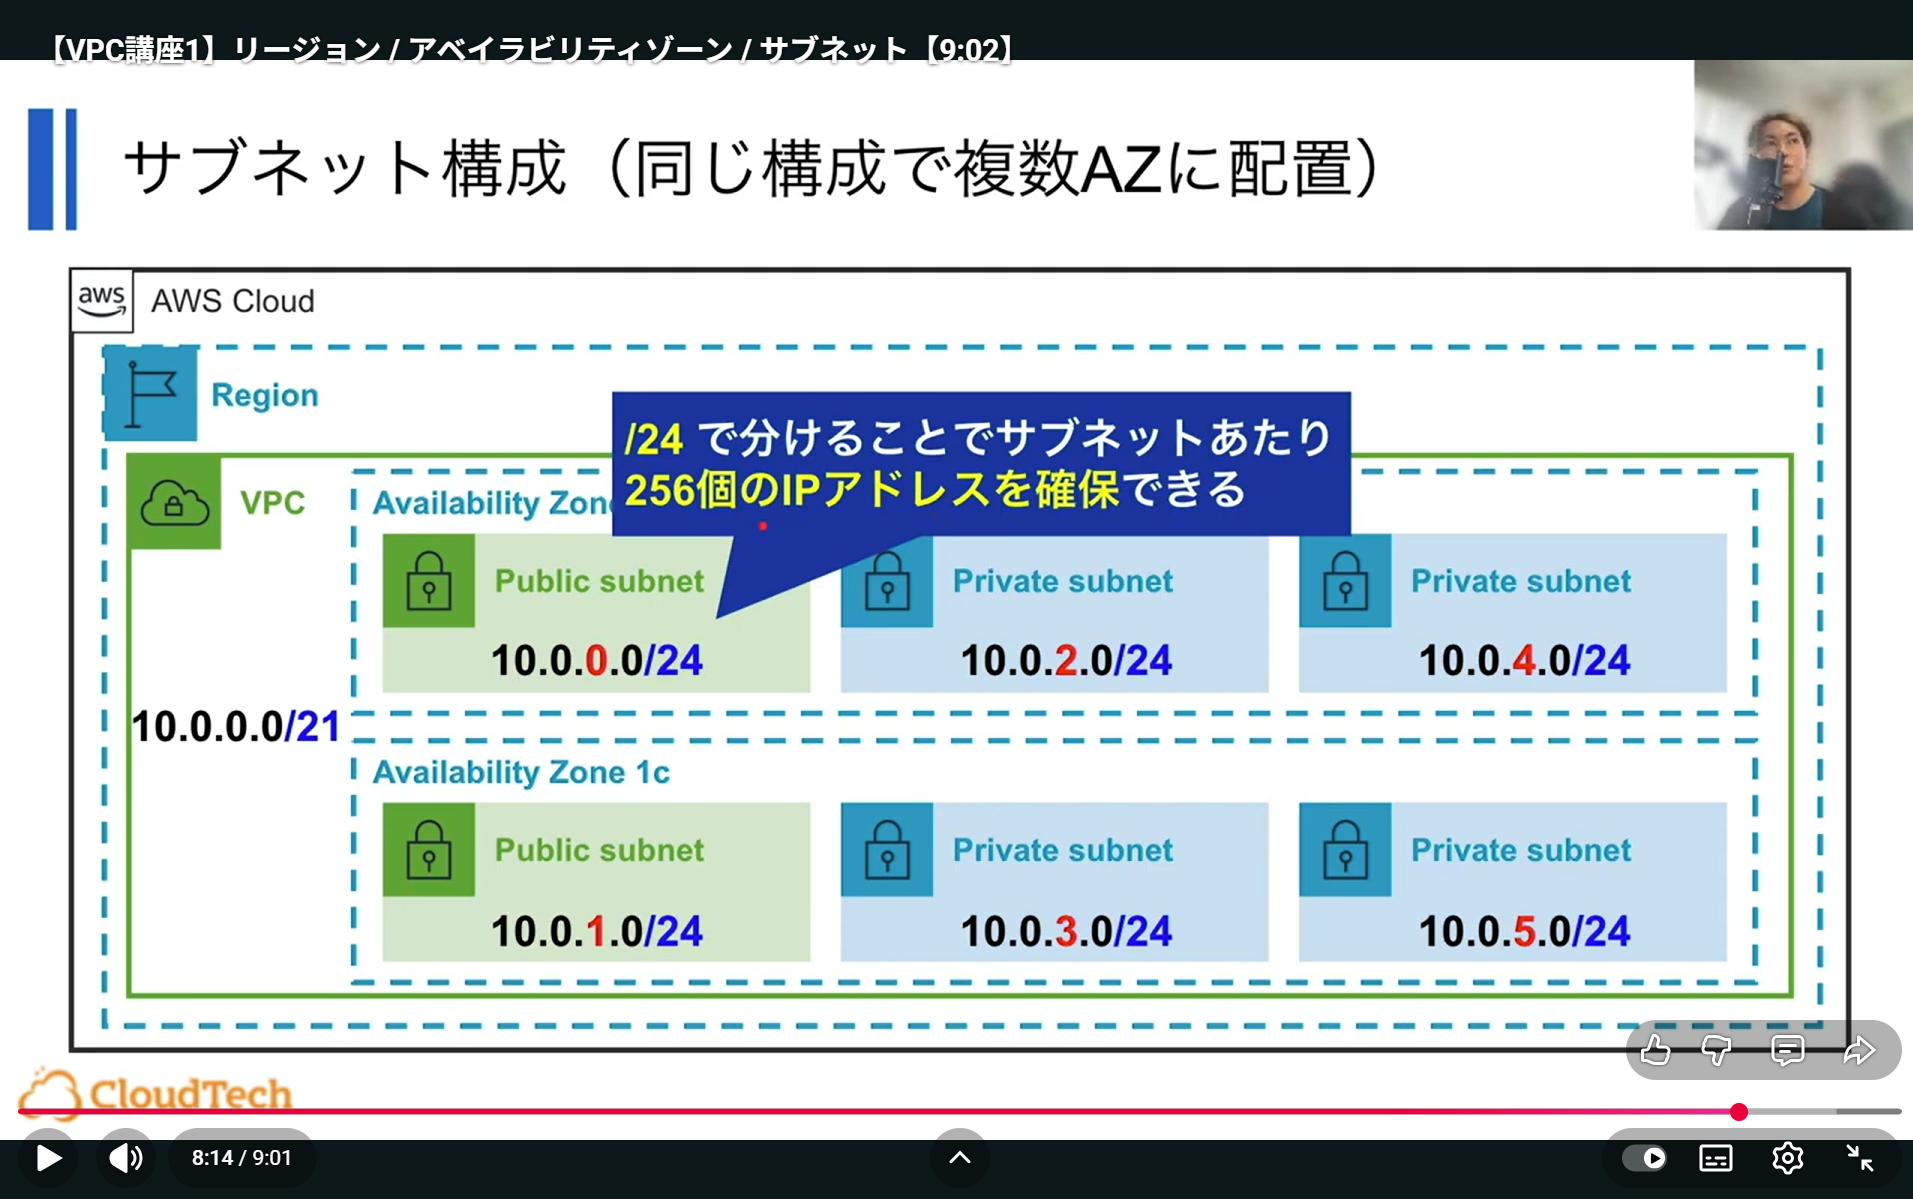 【VPC講座1】リージョン / アベイラビリティゾーン / サブネット【9:02】
サブネット構成（同じ構成で複数AZに配置）
aws
AWS Cloud
Region
/24 で分けることでサブネットあたり
256個のIPアドレスを確保できる
VPC
Availability Zon
Public subnet
10.0.0.0/24
Private subnet
10.0.2.0/24
Private subnet
10.0.4.0/24
10.0.0.0/21
Availability Zone 1c
Public subnet
10.0.1.0/24
Private subnet
10.0.3.0/24
Private subnet
10.0.5.0/24
CloudTech
8:14 / 9:01